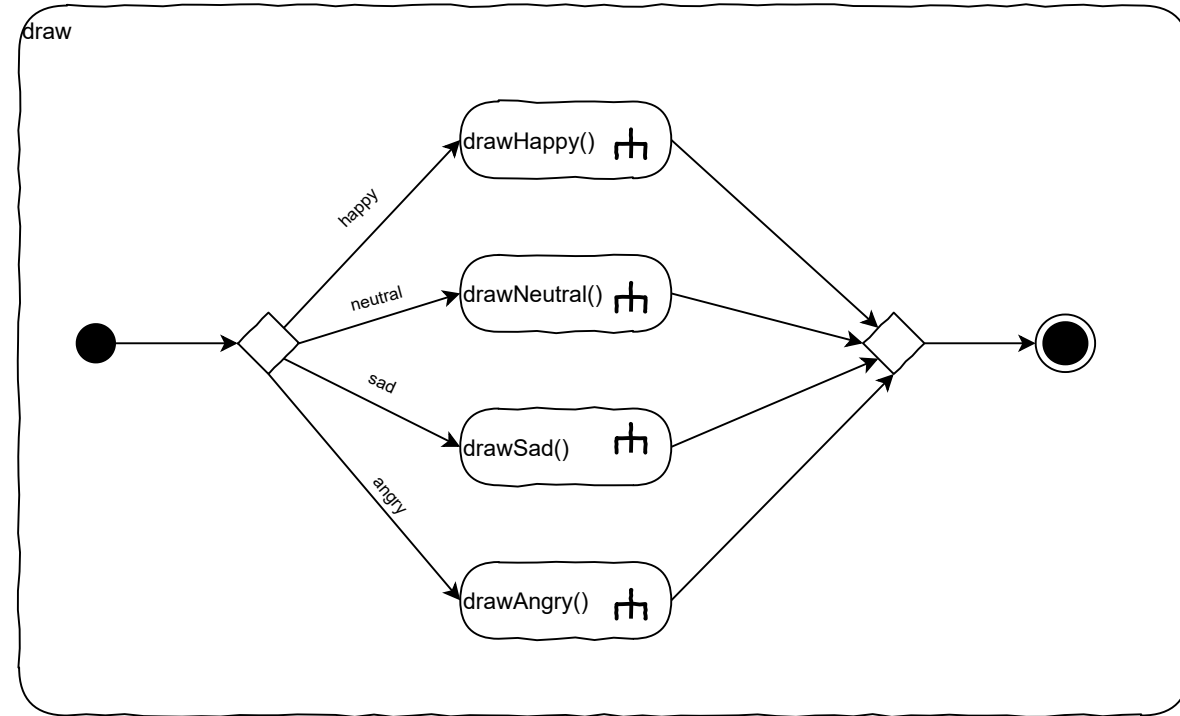 draw
drawHappy()
happy
neutral
drawNeutral()
sad
drawSad()
angry
drawAngry()